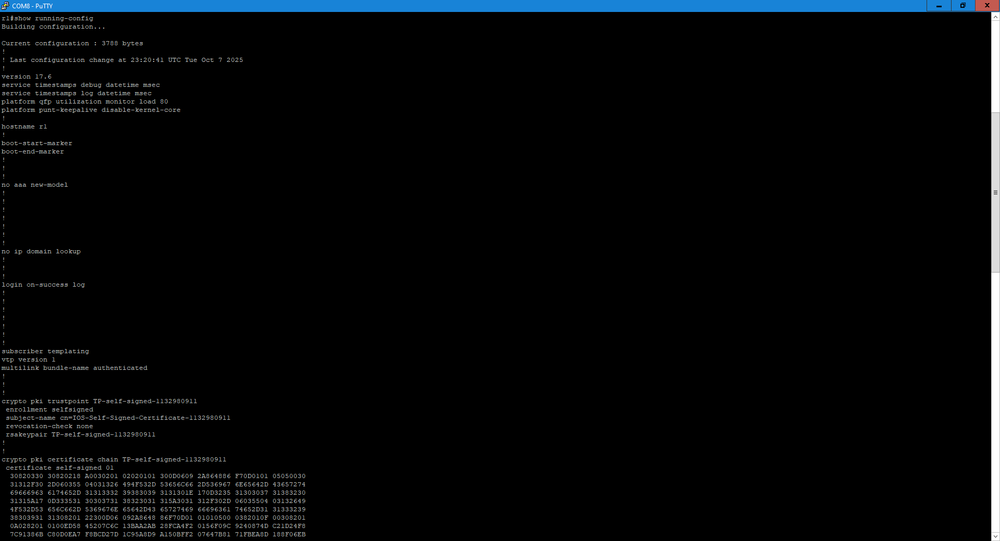 COM8 - PuTTY
r1#show running-config
Building configuration...
Current configuration : 3788 bytes
!
! Last configuration change at 23:20:41 UTC Tue Oct 7 2025
!
version 17.6
service timestamps debug datetime msec
service timestamps log datetime msec
platform qfp utilization monitor load 80
platform punt-keepalive disable-kernel-core
!
hostname r1
!
boot-start-marker
boot-end-marker
!
!
!
no aaa new-model
!
!
!
!
!
!
!
no ip domain lookup
!
!
!
login on-success log
!
!
!
!
!
!
!
subscriber templating
vtp version 1
multilink bundle-name authenticated
!
!
!
crypto pki trustpoint TP-self-signed-1132980911
 enrollment selfsigned
 subject-name cn=IOS-Self-Signed-Certificate-1132980911
 revocation-check none
 rsakeypair TP-self-signed-1132980911
!
!
crypto pki certificate chain TP-self-signed-1132980911
 certificate self-signed 01
  30820330 30820218 A0030201 02020101 300D0609 2A864886 F70D0101 05050030
  31312F30 2D060355 04031326 494F532D 53656C66 2D536967 6E65642D 43657274
  69666963 6174652D 31313332 39383039 3131301E 170D3235 31303037 31383230
  31315A17 0D333531 30303731 38323031 315A3031 312F302D 06035504 03132649
  4F532D53 656C662D 5369676E 65642D43 65727469 66696361 74652D31 31333239
  38303931 31308201 22300D06 092A8648 86F70D01 01010500 0382010F 00308201
  0A028201 0100ED58 45207C6C 13BAA2AB 28FCA4F2 0156F09C 9240874D C21D24F8
  7C91386B C80D0EA7 F8BCD27D 1C95A8D9 A150BFF2 07647B81 71FBEA8D 188F06EB